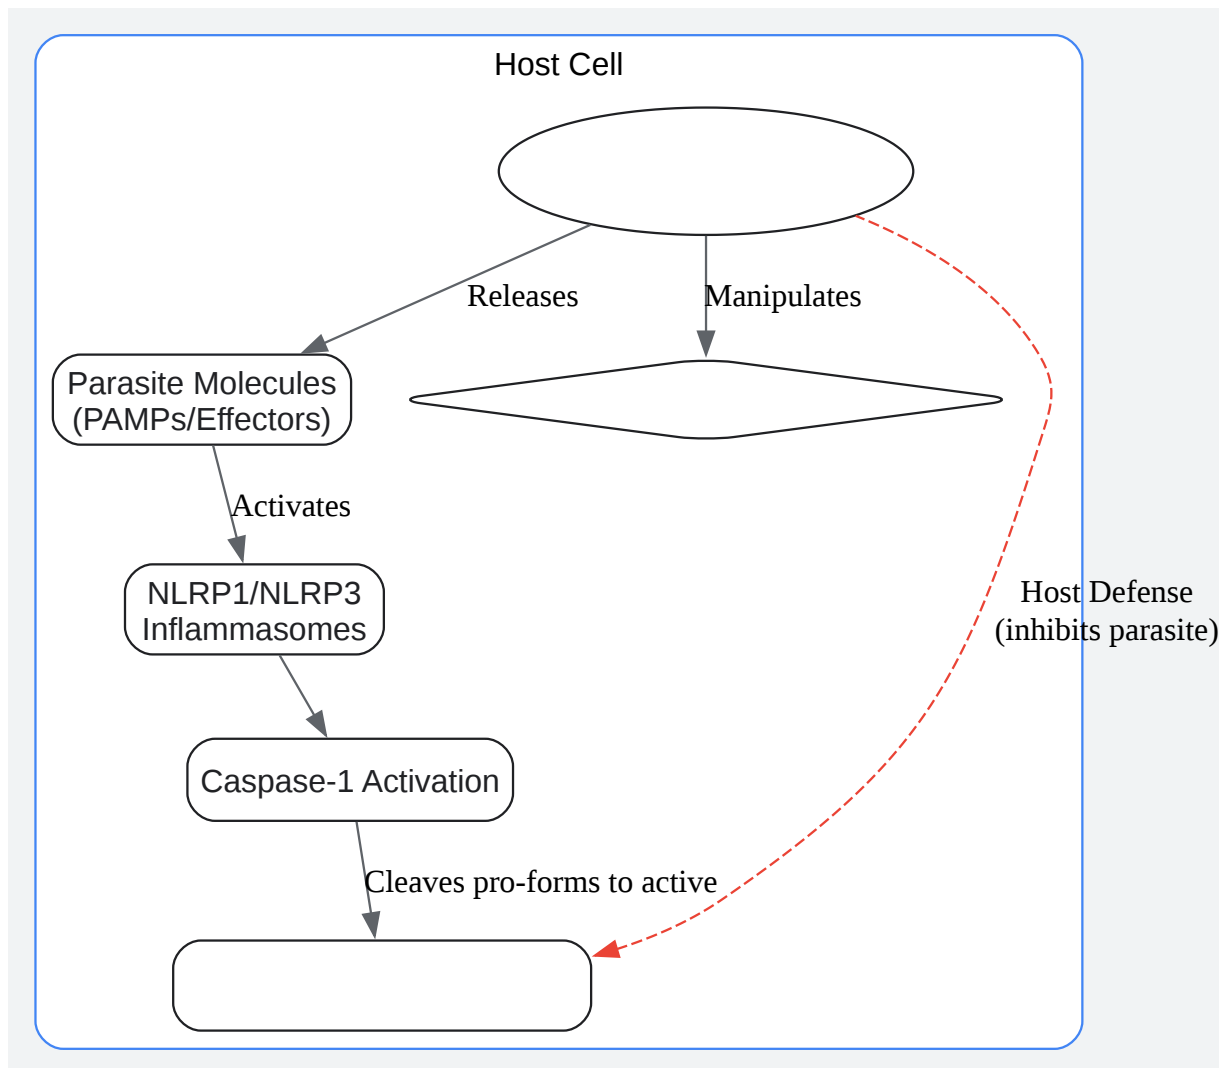 Host Cell
Releases
Manipulates
Parasite Molecules
(PAMPs/Effectors)
Activates
NLRP1/NLRP3
Inflammasomes
Host Defense
(inhibits parasite)
Caspase-1 Activation
Cleaves pro-forms to active